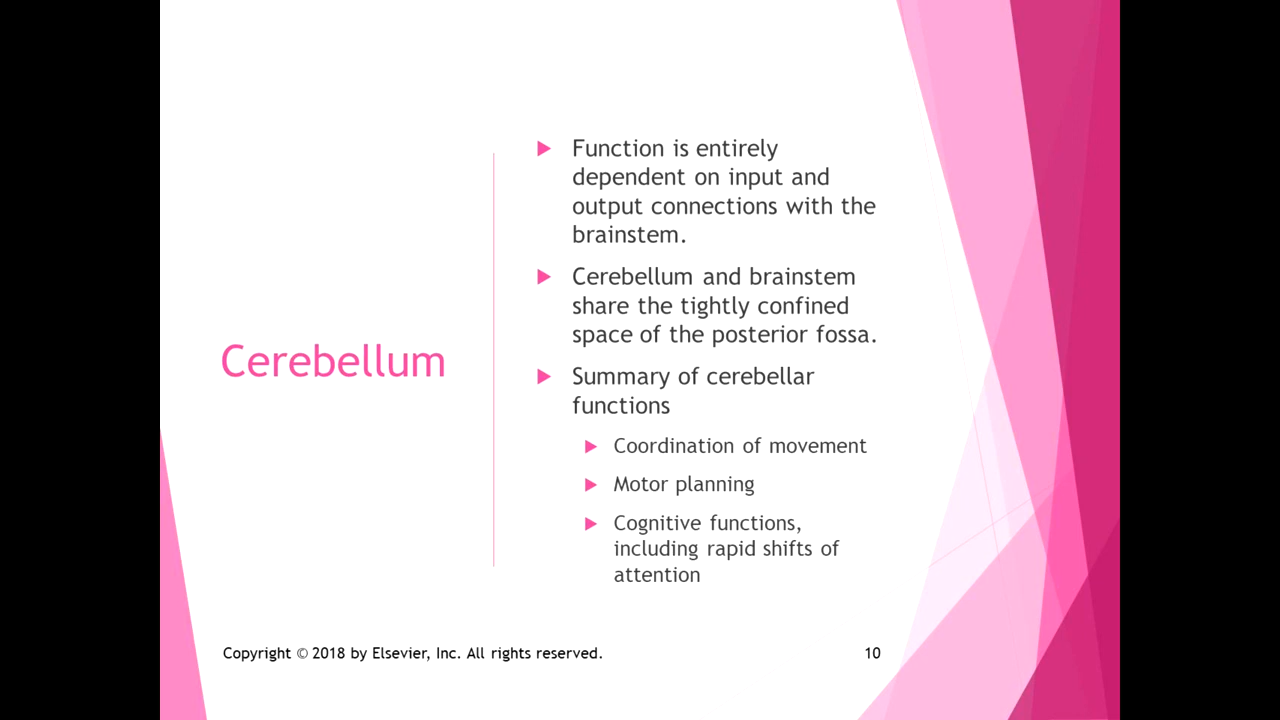 Cerebellum
Function is entirely
dependent on input and
output connections with the
brainstem.
Cerebellum and brainstem
share the tightly confined
space of the posterior fossa.
Summary of cerebellar
functions
Coordination of movement
Motor planning
Cognitive functions,
including rapid shifts of
attention
Copyright © 2018 by Elsevier, Inc. All rights reserved.
10